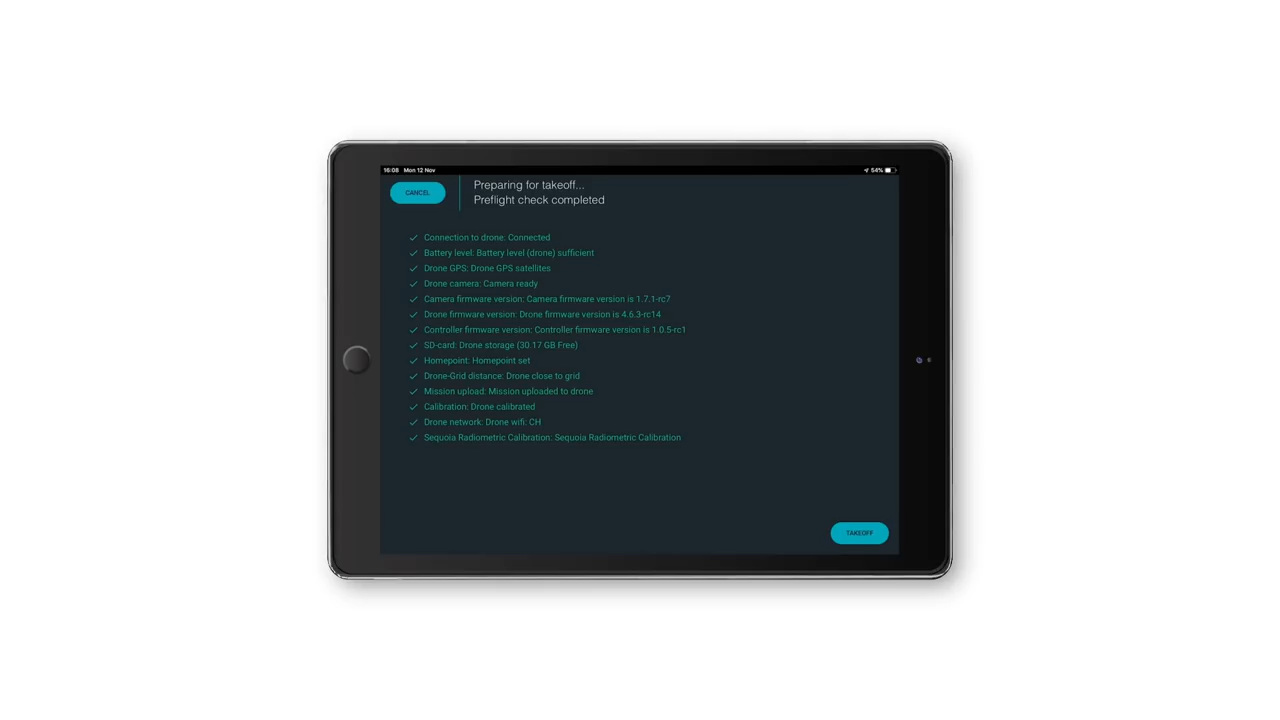 16:08 Mon 12 Nov 54%
CANCEL
Preparing for takeoff...
Preflight check completed
Connection to drone: Connected
Battery level: Battery level (drone) sufficient
Drone GPS: Drone GPS satellites
Drone camera: Camera ready
Camera firmware version: Camera firmware version is 1.7.1-rc7
Drone firmware version: Drone firmware version is 4.6.3-rc14
Controller firmware version: Controller firmware version is 1.0.5-rc1
SD-card: Drone storage (30.17 GB Free)
Homepoint: Homepoint set
Drone-Grid distance: Drone close to grid
Mission upload: Mission uploaded to drone
Calibration: Drone calibrated
Drone network: Drone wifi: CH
Sequoia Radiometric Calibration: Sequoia Radiometric Calibration
TAKEOFF